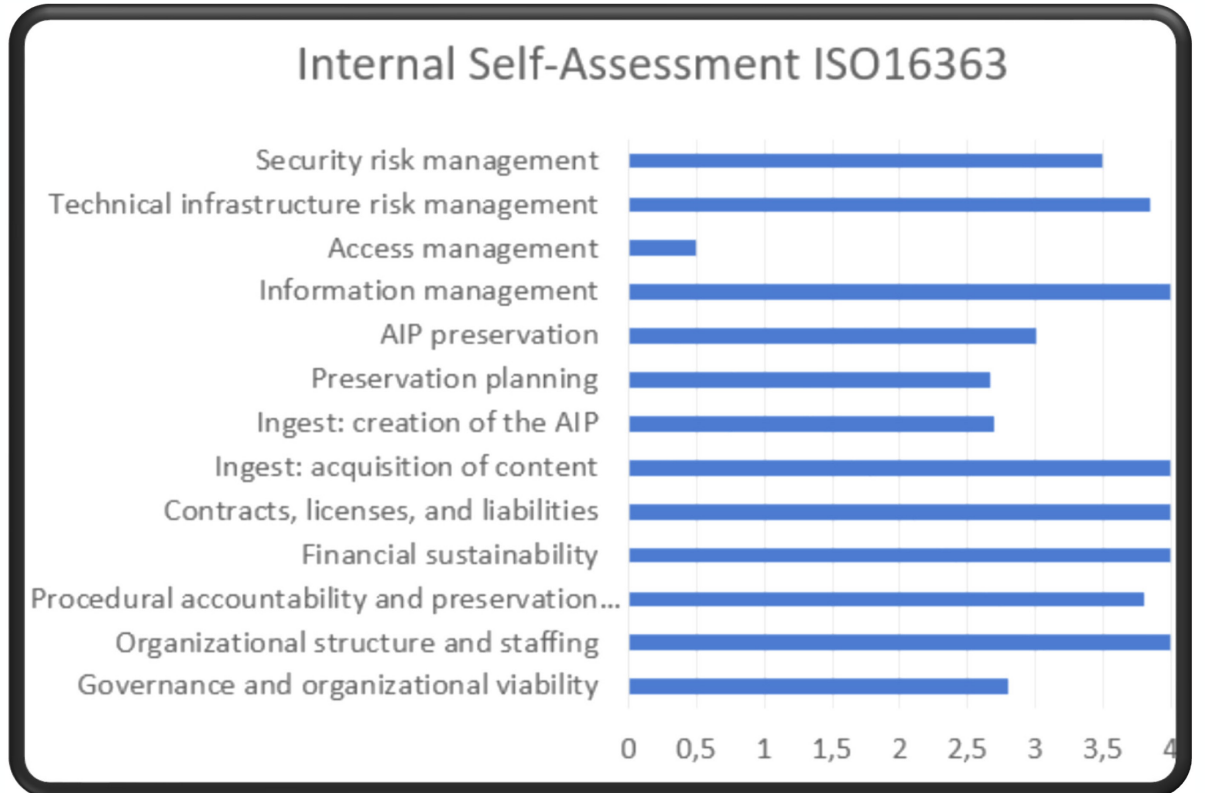 Internal Self-Assessment ISO16363
Security risk management
Technical infrastructure risk management
Access management
Information management
AIP preservation
Preservation planning
Ingest: creation of the AIP
Ingest: acquisition of content
Contracts, licenses, and liabilities
Financial sustainability
Procedural accountability and preservation...
Organizational structure and staffing
Governance and organizational viability
0 0,5 1 1,5 2 2,5 3 3,5 4